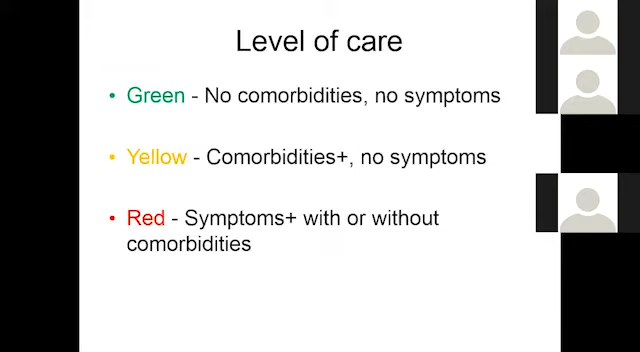 Level of care
• Green - No comorbidities, no symptoms
• Yellow - Comorbidities+, no symptoms
• Red - Symptoms+ with or without
comorbidities